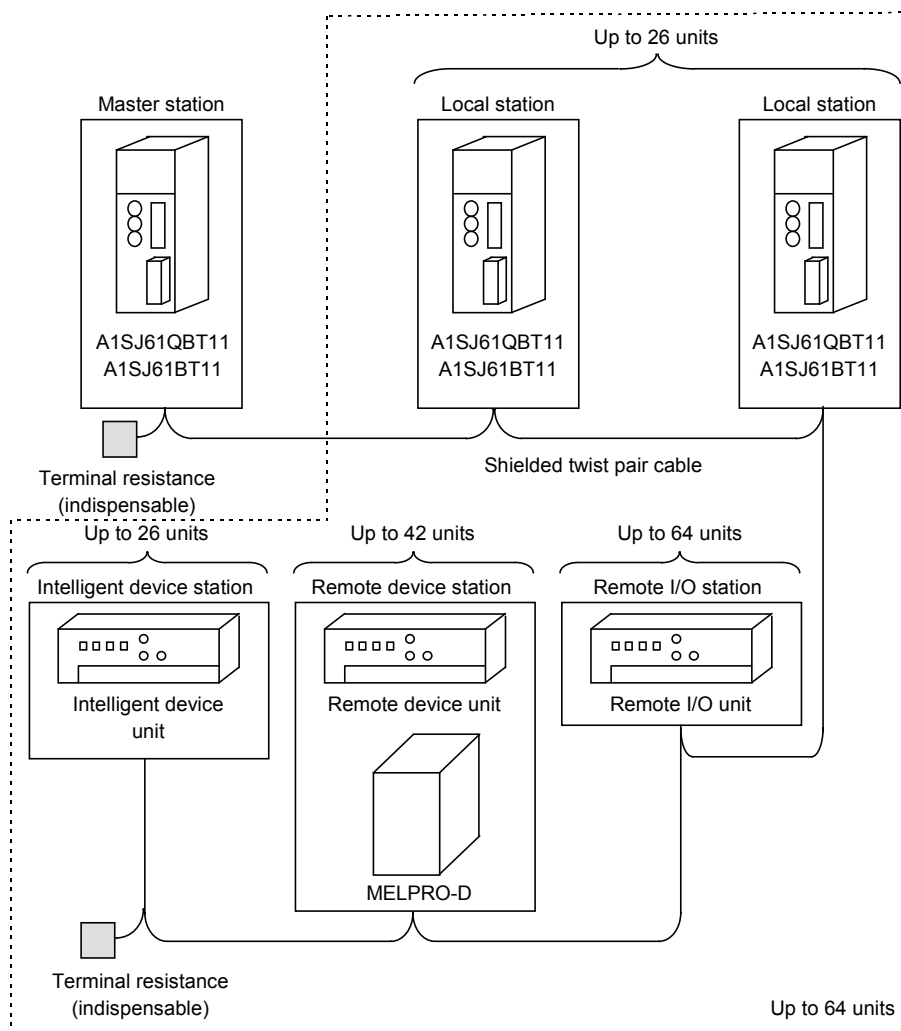 Up to 26 units
Master station
Local station
Local station
A1SJ61QBT11
A1SJ61BT11
A1SJ61QBT11
A1SJ61BT11
A1SJ61QBT11
A1SJ61BT11
Terminal resistance
(indispensable)
Shielded twist pair cable
Up to 26 units
Up to 42 units
Up to 64 units
Intelligent device station
Remote device station
Remote I/O station
Intelligent device
unit
Remote device unit
Remote I/O unit
MELPRO-D
Terminal resistance
(indispensable)
Up to 64 units